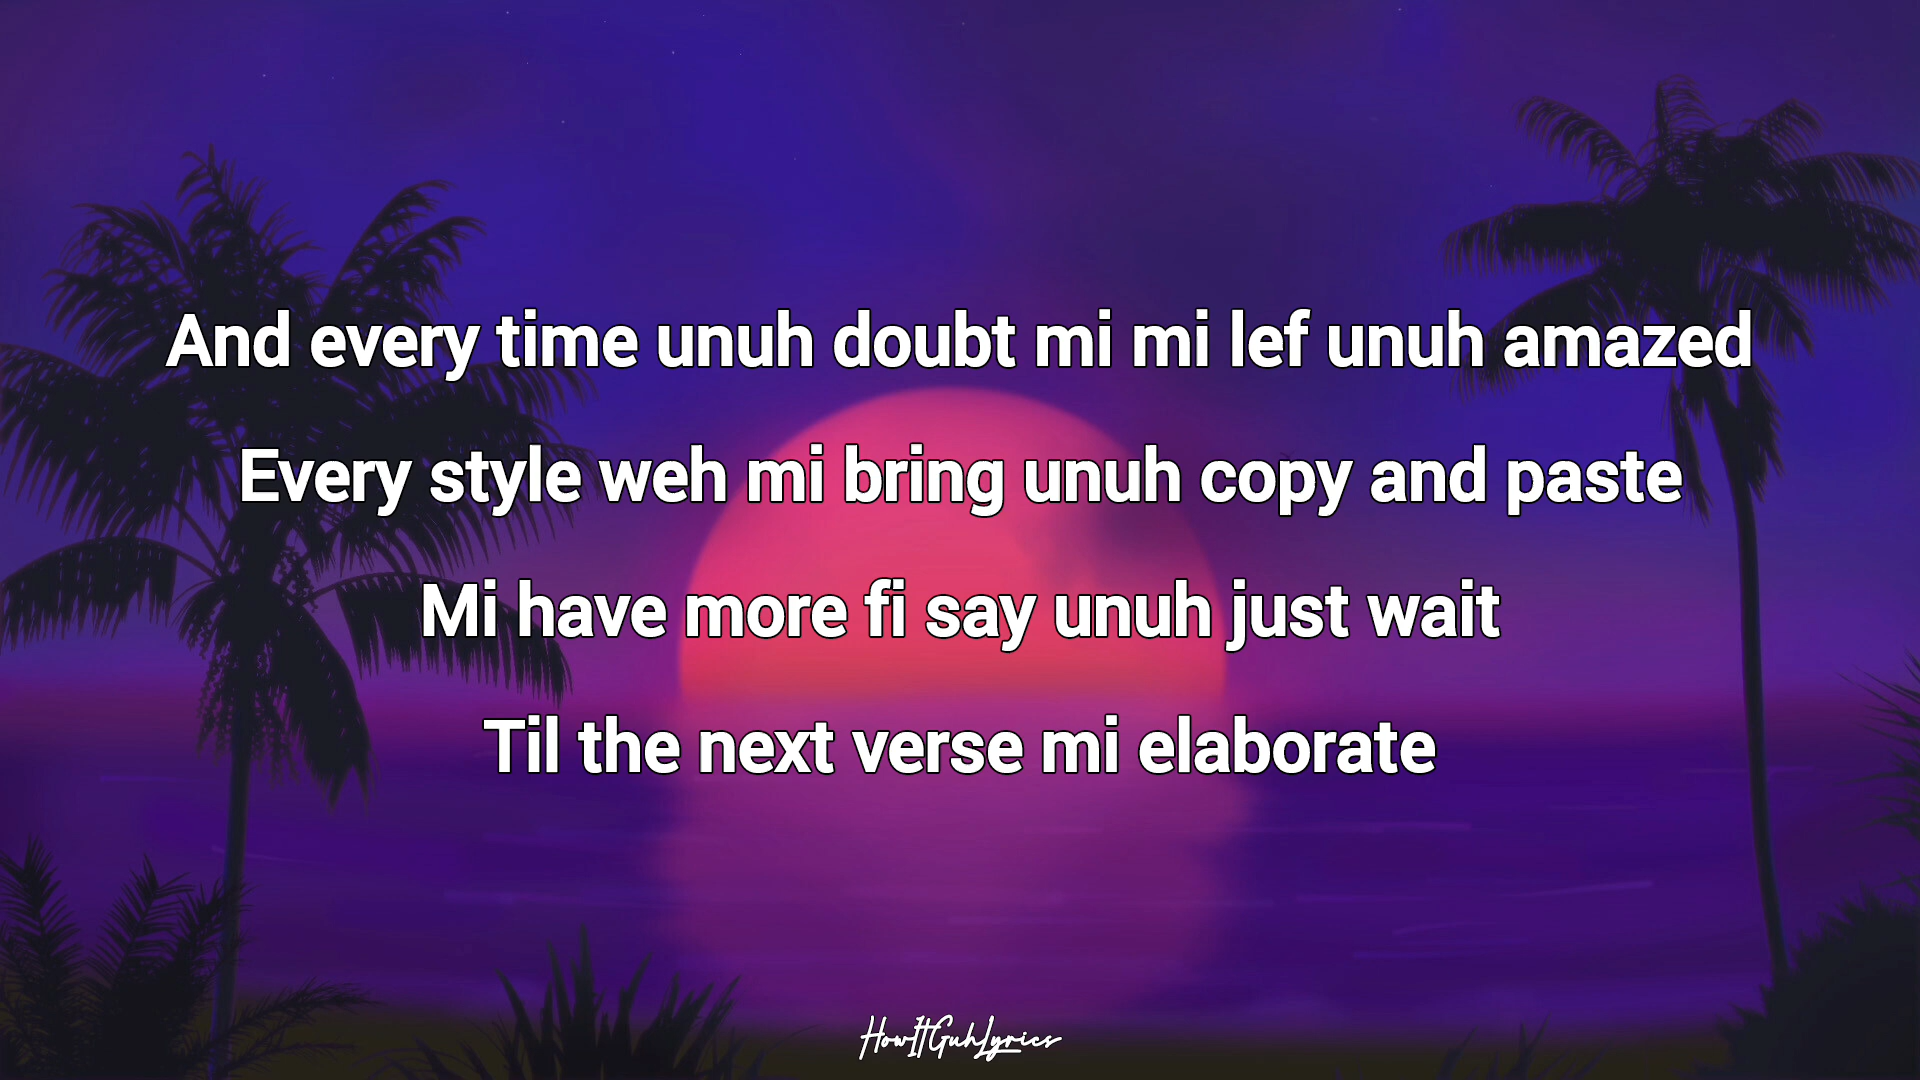 And every time unuh doubt mi mi lef unuh amazed
Every style weh mi bring unuh copy and paste
Mi have more fi say unuh just wait
Til the next verse mi elaborate
HowItGuhLyrics